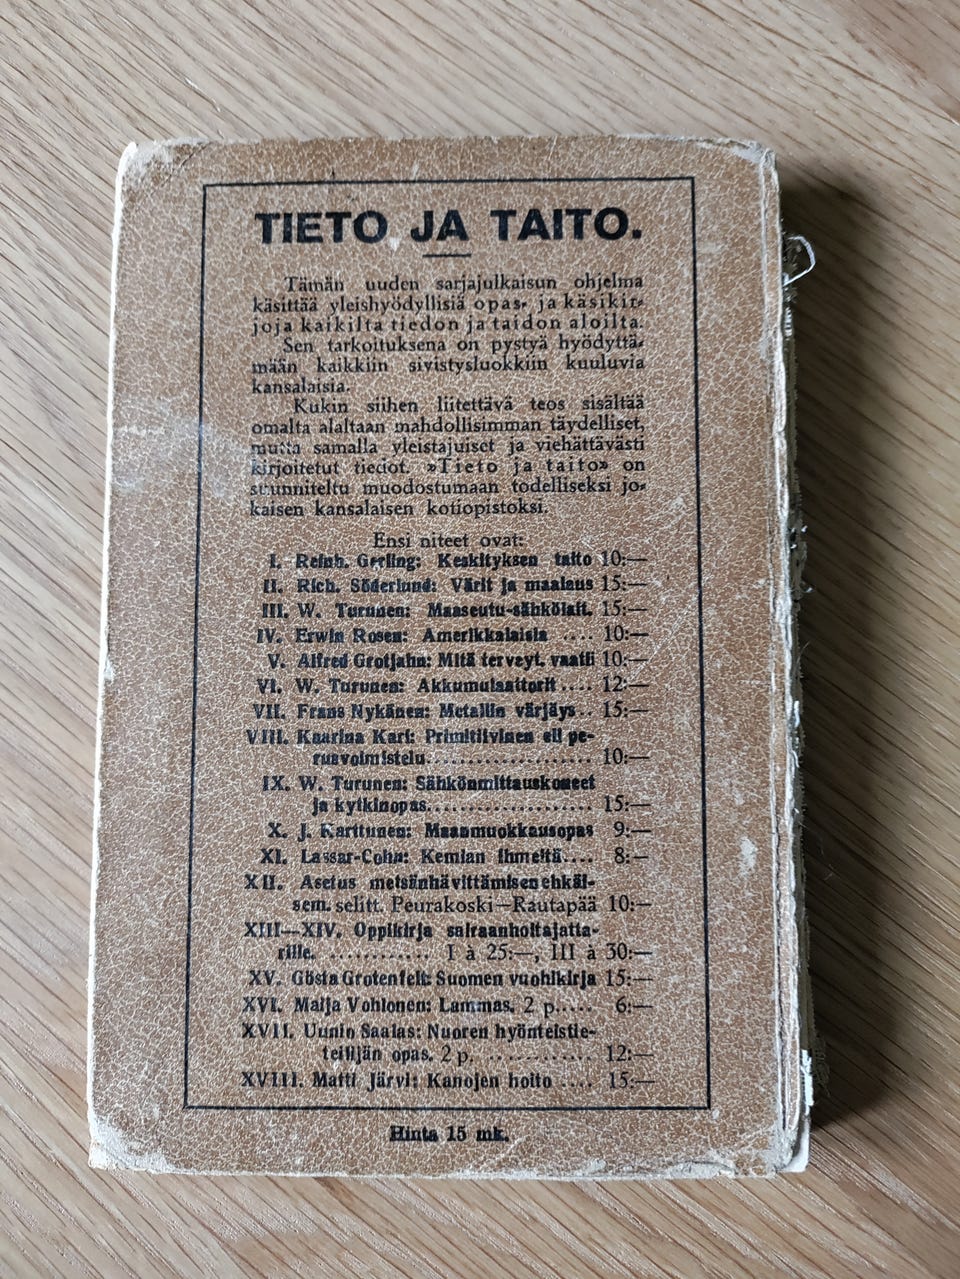 TIETO JA TAITO.
Tämän uuden sarjajulkaisun ohjelma
käsittää yleishyödyllisiä opas- ja käsikir-
joja kaikilta tiedon ja taidon aloilta.
Sen tarkoituksena on pystyä hyödyttä-
mään kaikkiin sivistysluokkiin kuuluvia
kansalaisia.
Kukin siihen liitettävä teos sisältää
omalta alaltaan mahdollisimman täydelliset,
mutta samalla yleistajuiset ja viehättävästi
kirjoitetut tiedot. »Tieto ja taito» on
suunniteltu muodostumaan todelliseksi jo-
kaisen kansalaisen kotiopistoksi.
Ensi niteet ovat:
I. Reinh. Gerling: Keskityksen taito 10:—
II. Rich. Söderlund: Värit ja maalaus 15:—
III. W. Turunen: Maaseutu-sähkölait. 15:—
IV. Erwin Rosen: Amerikkalaisia .... 10:—
V. Alfred Grotjahn: Mitä terveyt. vaatii 10:—
VI. W. Turunen: Akkumulaattorit .... 12:—
VII. Frans Nykänen: Metallin värjäys.. 15:—
VIII. Kaarina Kari: Primitiivinen eli pe-
rusvoimistelu..................... 10:—
IX. W. Turunen: Sähkönmittauskoneet
ja kytkinopas..................... 15:—
X. J. Karttunen: Maanmuokkausopas 9:—
XI. Lassar-Cohn: Kemian ihmeitä.... 8:—
XII. Asetus metsänhävittämisen ehkäi-
sem. selitt. Peurakoski—Rautapää 10:—
XIII—XIV. Oppikirja sairaanhoitajatta-
rille. ............ I à 25:—, III à 30:—
XV. Gösta Grotenfelt: Suomen vuohikirja 15:—
XVI. Maija Vohlonen: Lammas. 2 p..... 6:—
XVII. Uunio Saalas: Nuoren hyönteistie-
teilijän opas. 2 p. ............ 12:—
XVIII. Matti Järvi: Kanojen hoito .... 15:—
Hinta 15 mk.